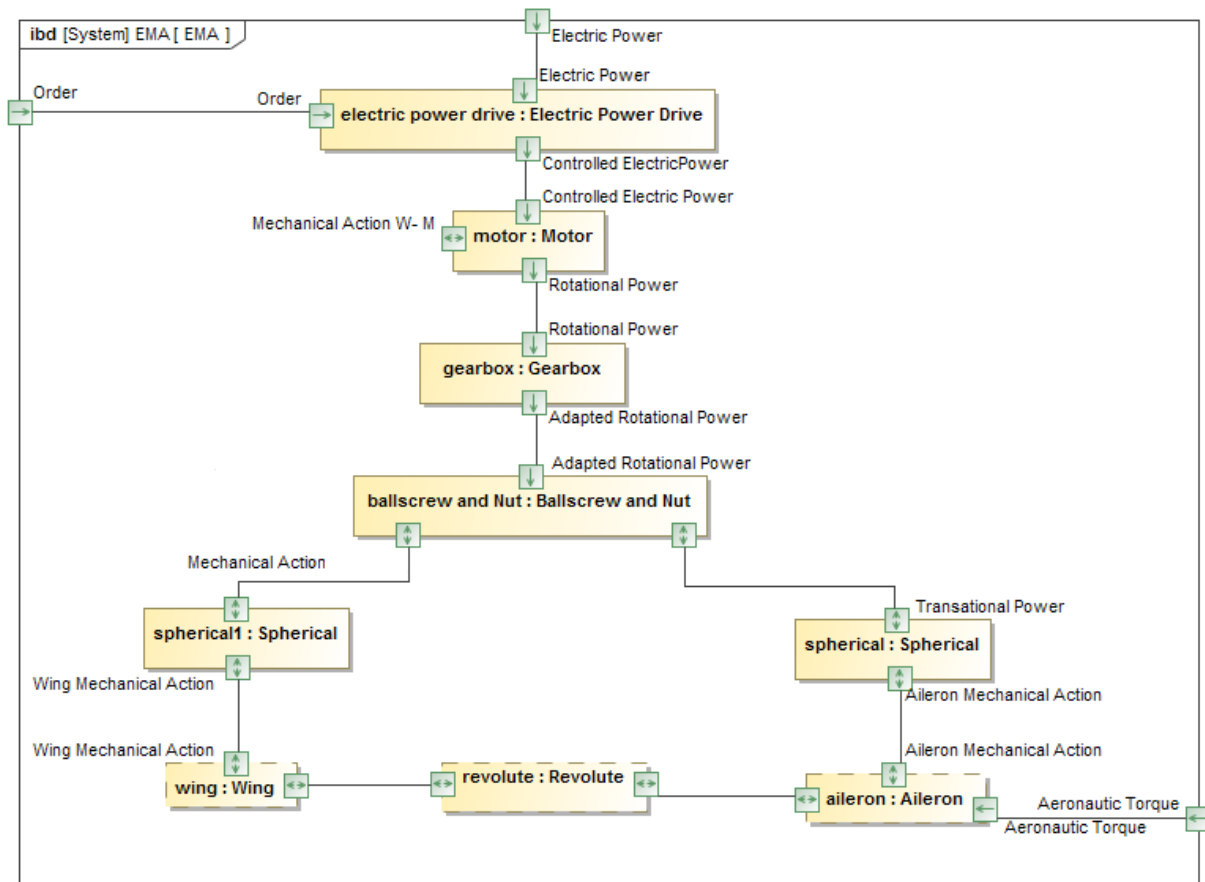 ibd [System] EMA [ EMA ]
Electric Power
Electric Power
Order
Order
electric power drive : Electric Power Drive
Controlled ElectricPower
Controlled Electric Power
Mechanical Action W- M
motor : Motor
Rotational Power
Rotational Power
gearbox : Gearbox
Adapted Rotational Power
Adapted Rotational Power
ballscrew and Nut : Ballscrew and Nut
Mechanical Action
Transational Power
spherical1 : Spherical
spherical : Spherical
Wing Mechanical Action
Aileron Mechanical Action
Wing Mechanical Action
Aileron Mechanical Action
wing : Wing
revolute : Revolute
aileron : Aileron
Aeronautic Torque
Aeronautic Torque